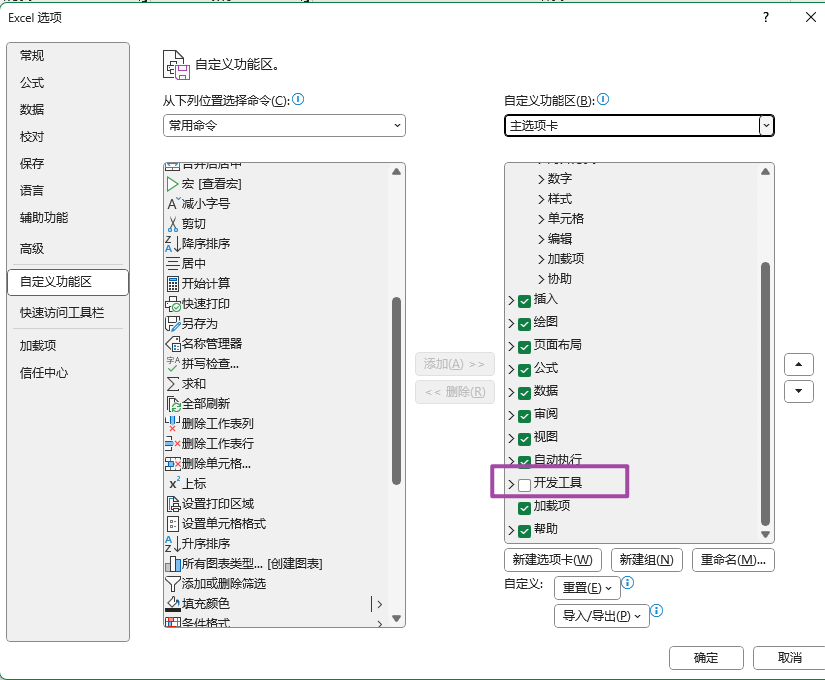 Excel 选项
?
常规
公式
数据
校对
保存
语言
辅助功能
高级
自定义功能区
快速访问工具栏
加载项
信任中心
自定义功能区。
从下列位置选择命令(C):
常用命令
合并后居中
宏 [查看宏]
减小字号
剪切
降序排序
居中
开始计算
快速打印
另存为
名称管理器
拼写检查...
求和
全部刷新
删除工作表列
删除工作表行
删除单元格...
上标
设置打印区域
设置单元格格式
升序排序
所有图表类型... [创建图表]
添加或删除筛选
填充颜色
条件格式
添加(A) >>
<< 删除(R)
自定义功能区(B):
主选项卡
数字
样式
单元格
编辑
加载项
协助
插入
绘图
页面布局
公式
数据
审阅
视图
自动执行
开发工具
加载项
帮助
新建选项卡(W)
新建组(N)
重命名(M)...
自定义:
重置(E)
导入/导出(P)
确定
取消